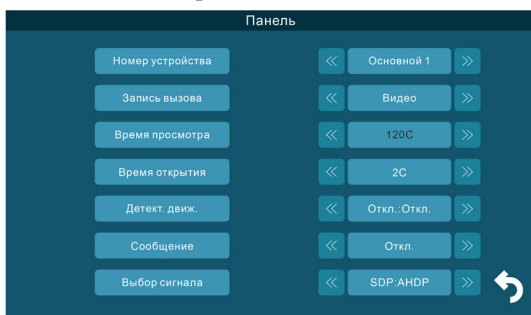 Панель
Номер устройства « Основной 1 »
Запись вызова « Видео »
Время просмотра « 120С »
Время открытия « 2С »
Детект. движ. « Откл.:Откл. »
Сообщение « Откл. »
Выбор сигнала « SDP:AHDP »